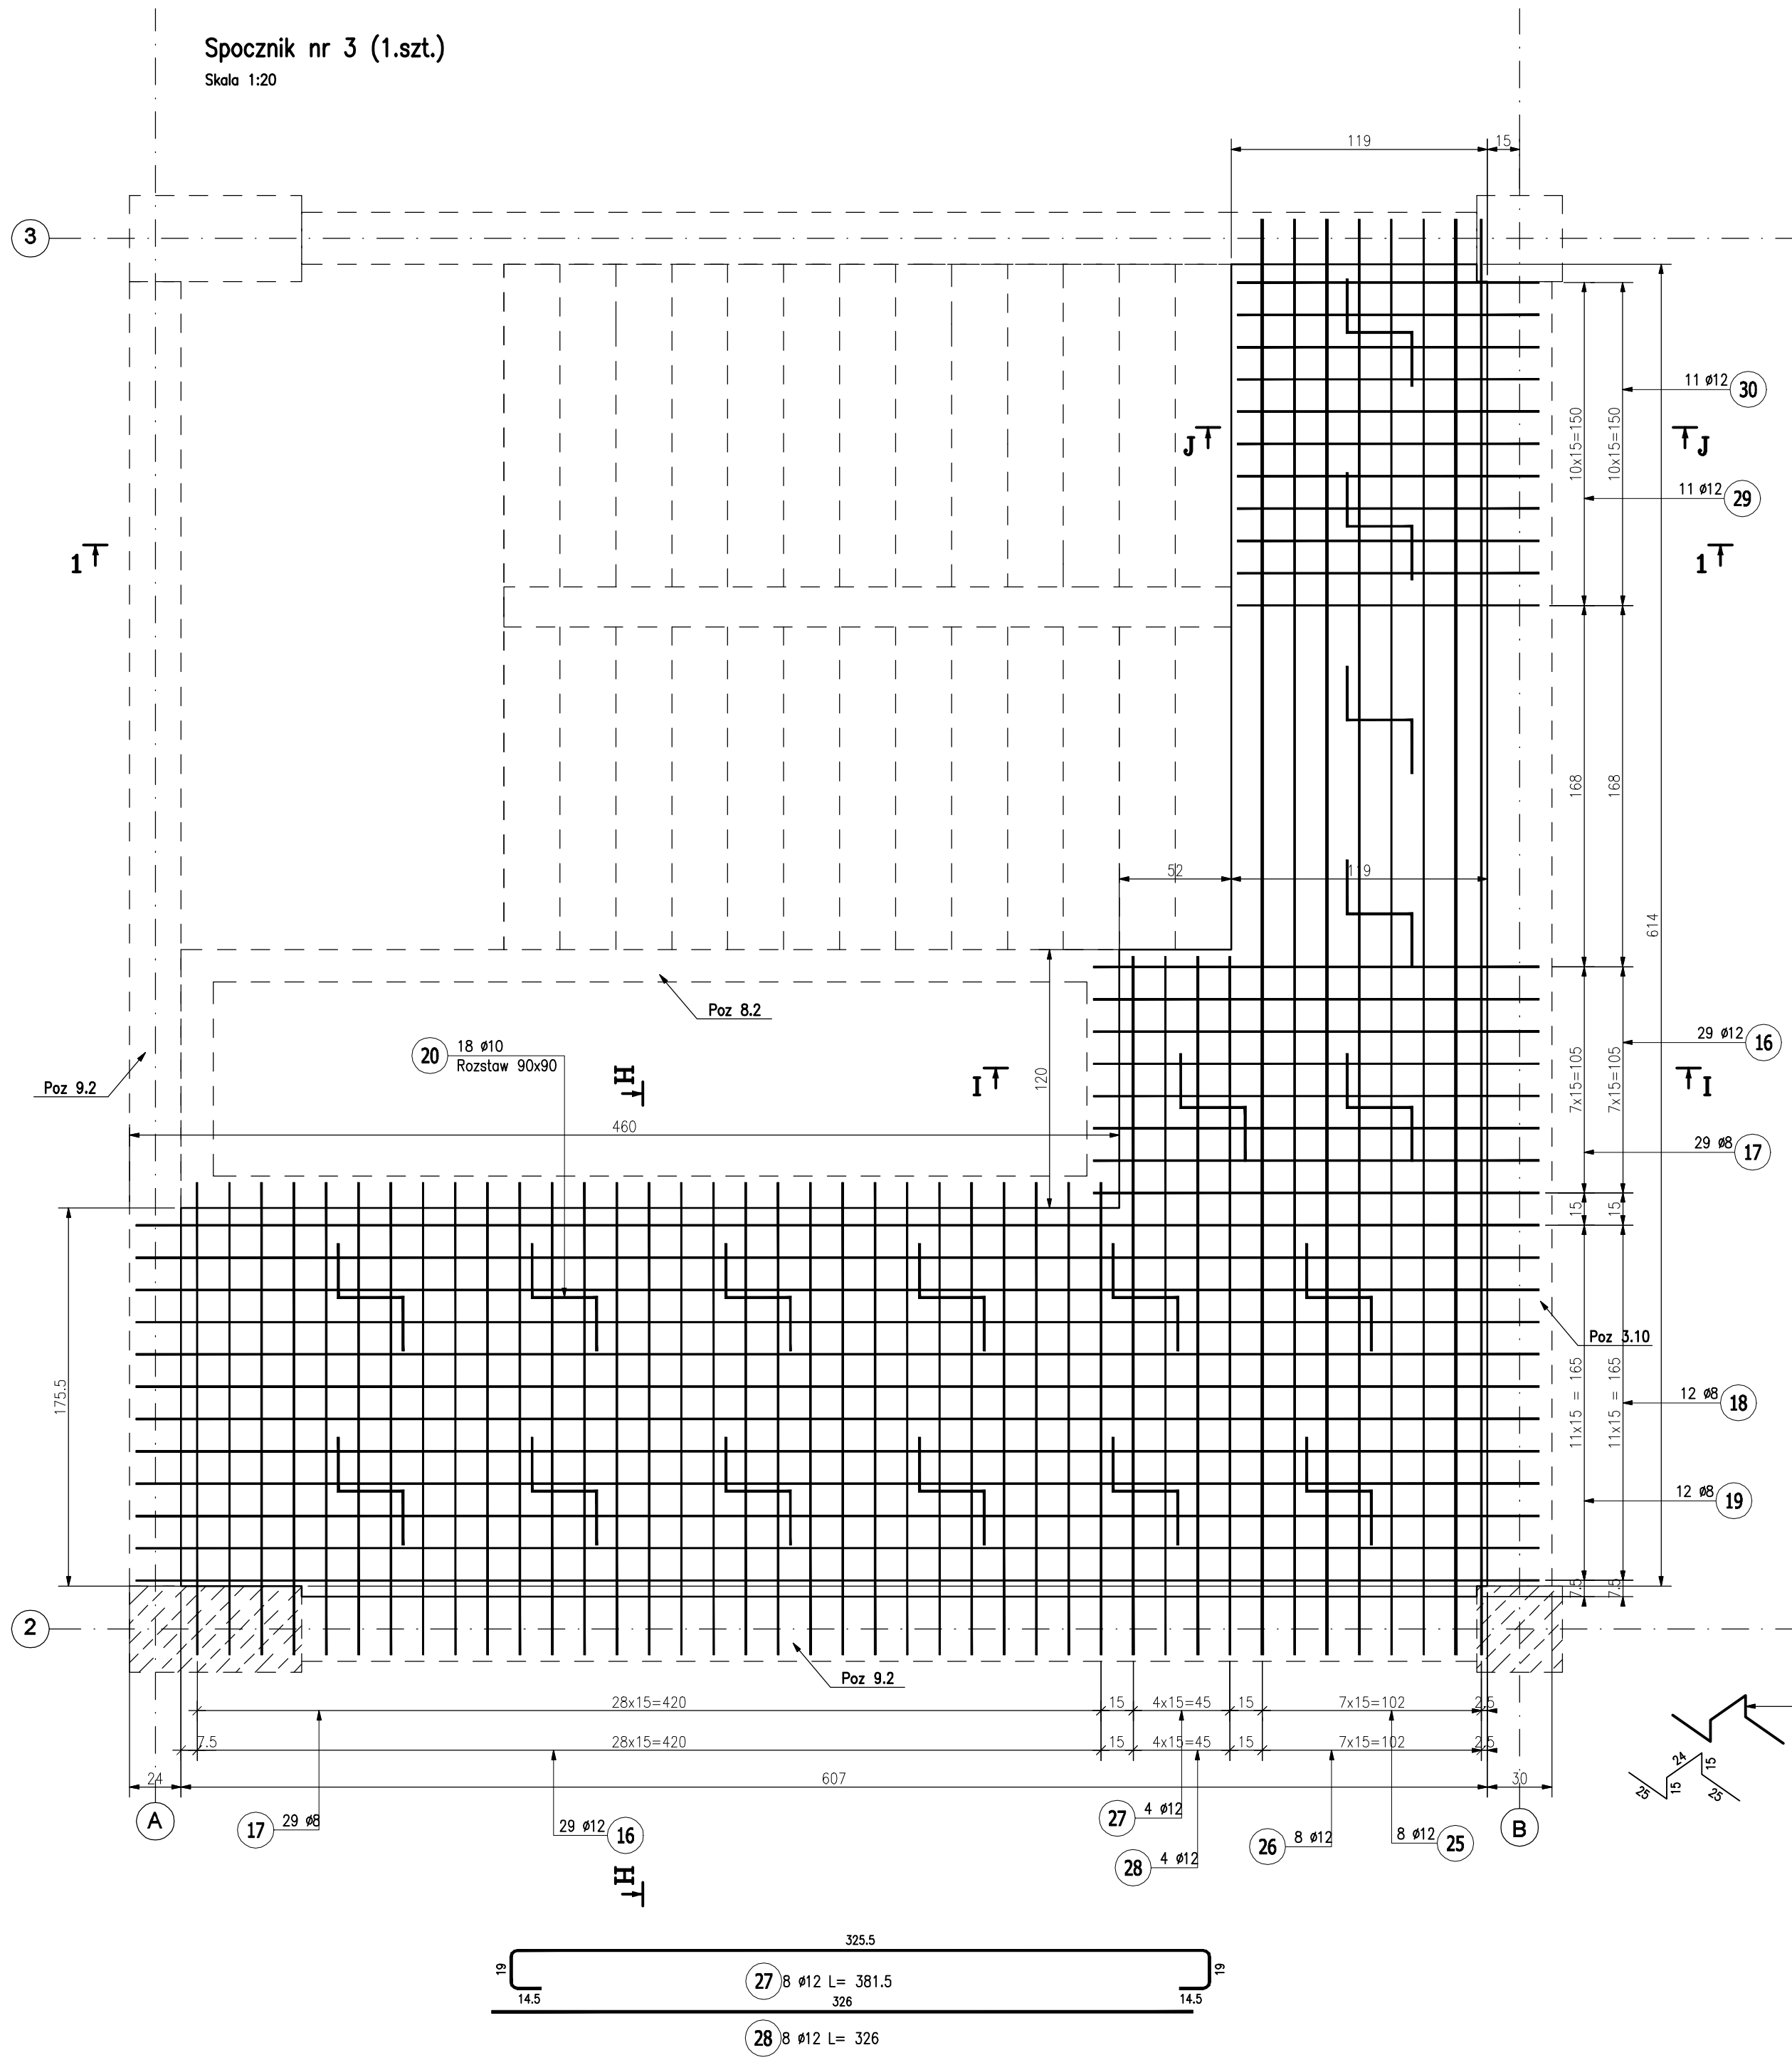 Spocznik nr 3 (1.szt.)
Skala 1:20
119
15
3
11 ø12 30
10x15=150
10x15=150
J
J
11 ø12 29
1
1
168
168
52
119
614
Poz 8.2
20 18 ø10
Rozstaw 90x90
29 ø12 16
H
I
I
120
7x15=105
7x15=105
Poz 9.2
460
29 ø8 17
15
15
Poz 3.10
175.5
11x15 = 165
11x15 = 165
12 ø8 18
12 ø8 19
7.5
7.5
2
Poz 9.2
28x15=420
15
4x15=45
15
7x15=102
2.5
7.5
28x15=420
15
4x15=45
15
7x15=102
2.5
24
607
30
25
15
24
15
25
A
B
17 29 ø8
29 ø12 16
27 4 ø12
28 4 ø12
26 8 ø12
8 ø12 25
H
325.5
19
19
27 8 ø12 L= 381.5
14.5
14.5
326
28 8 ø12 L= 326